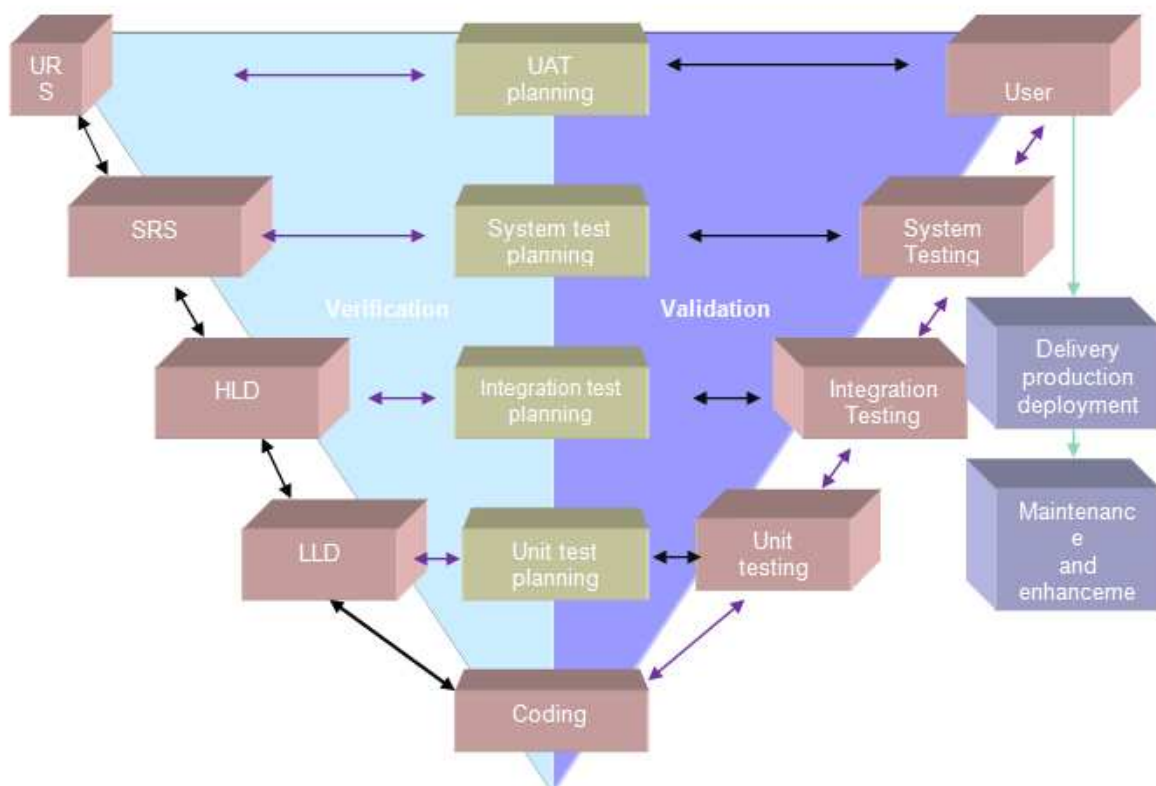 UR
S
UAT
planning
User
SRS
System test
planning
System
Testing
Verification
Validation
Delivery
production
deployment
HLD
Integration test
planning
Integration
Testing
Maintenanc
e
and
enhanceme
LLD
Unit test
planning
Unit
testing
Coding